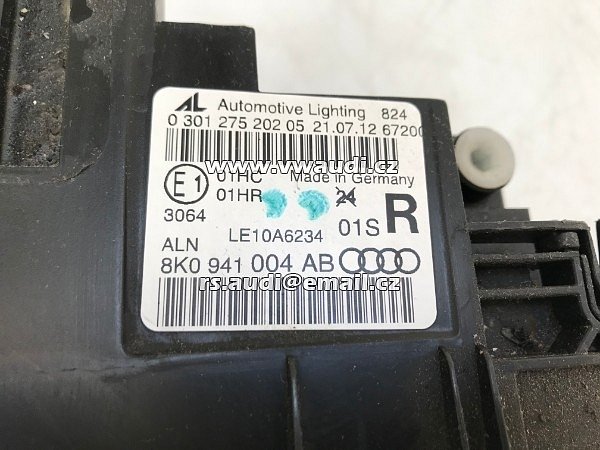 AL Automotive Lighting 824
0 301 275 202 05 21.07.12 67200
www.vwaudi.cz
E1 01HC Made in Germany
01HR 24
3064 01S R
LE10A6234
ALN
8K0 941 004 AB
rs.audi@email.cz